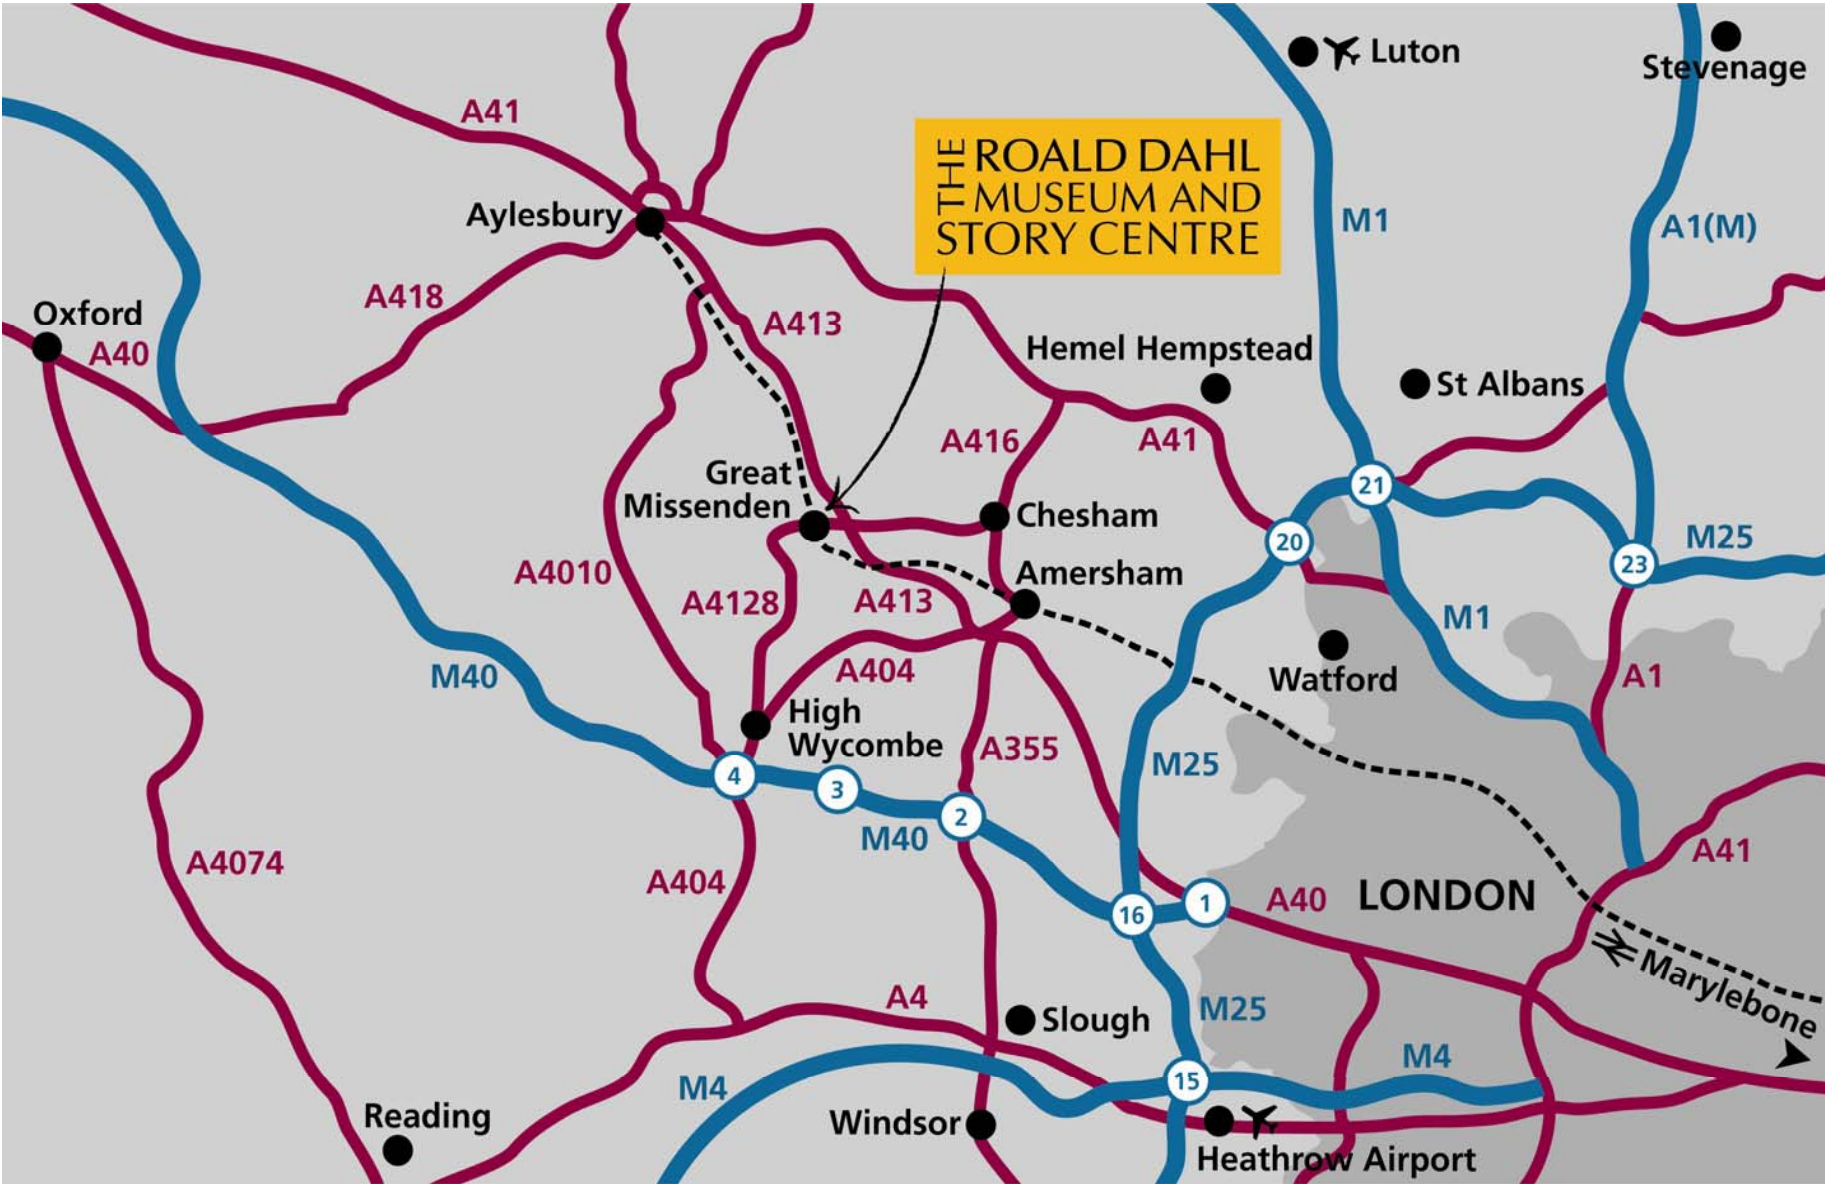 Luton
Stevenage
A41
THE
ROALD DAHL
MUSEUM AND
STORY CENTRE
Aylesbury
M1
A1(M)
A418
Oxford
A413
A40
Hemel Hempstead
St Albans
A416
A41
Great
Missenden
21
Chesham
20
M25
23
A4010
Amersham
A4128
A413
M1
A404
M40
Watford
A1
High
Wycombe
A355
M25
4
3
2
M40
A41
A4074
A404
LONDON
1
A40
16
Marylebone
A4
M25
Slough
M4
15
M4
Reading
Windsor
Heathrow Airport